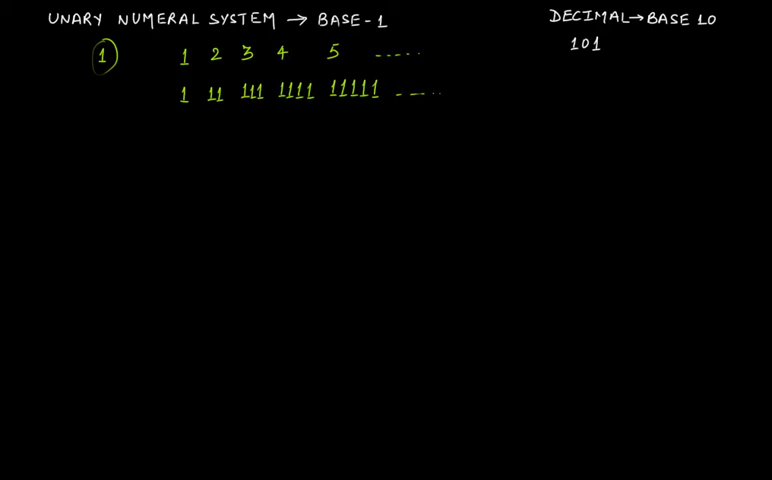 UNARY NUMERAL SYSTEM → BASE-1
1 1 2 3 4 5 .....
1 11 111 1111 11111 .....
DECIMAL→BASE 10
101